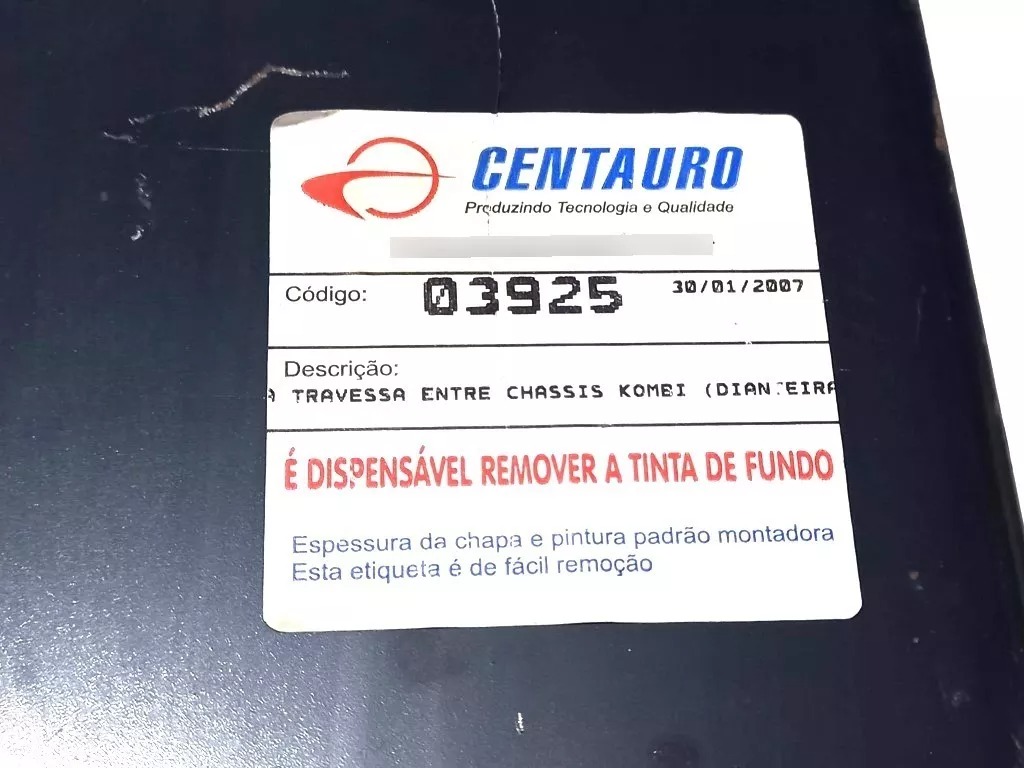 CENTAURO
Produzindo Tecnologia e Qualidade
Código: 03925 30/01/2007
Descrição:
TRAVESSA ENTRE CHASSIS KOMBI (DIANTEIRA
É DISPENSÁVEL REMOVER A TINTA DE FUNDO
Espessura da chapa e pintura padrão montadora
Esta etiqueta é de fácil remoção